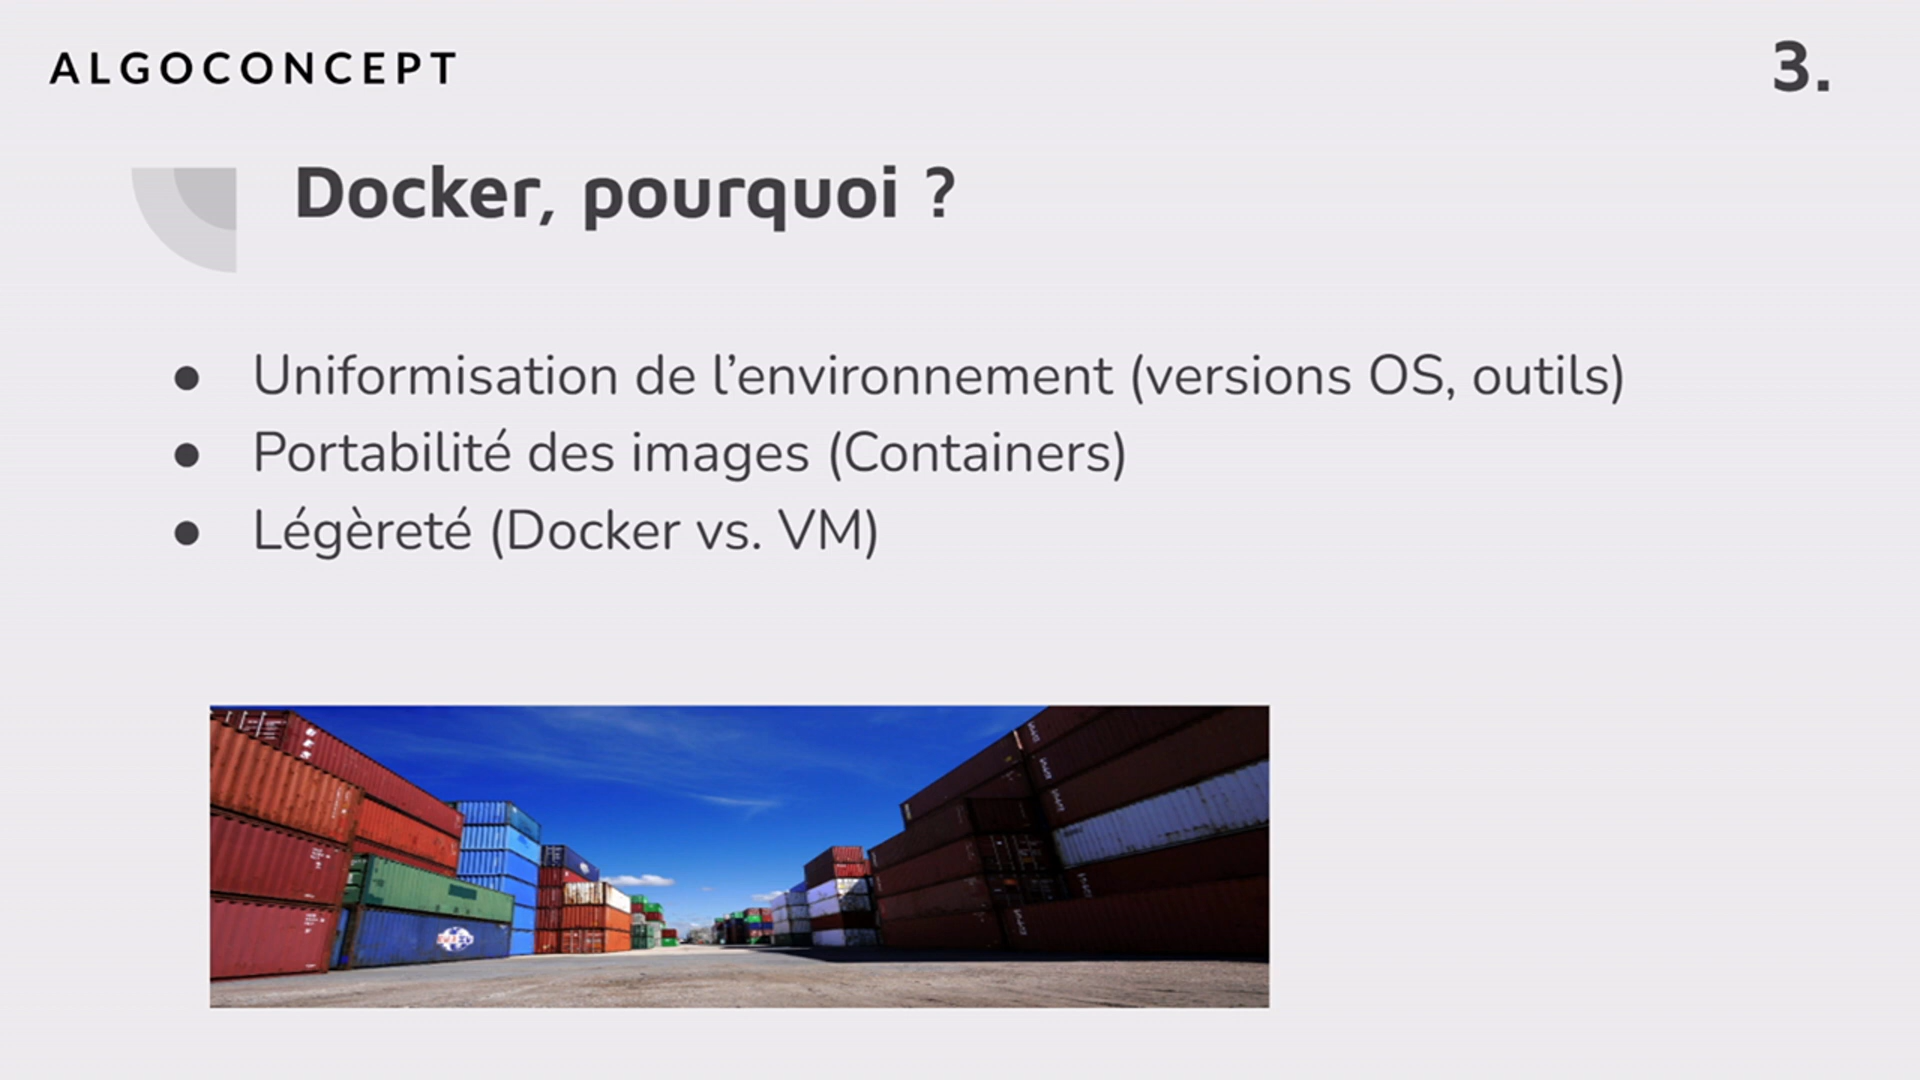 ALGOCONCEPT
3.
Docker, pourquoi ?
● Uniformisation de l’environnement (versions OS, outils)
● Portabilité des images (Containers)
● Légèreté (Docker vs. VM)